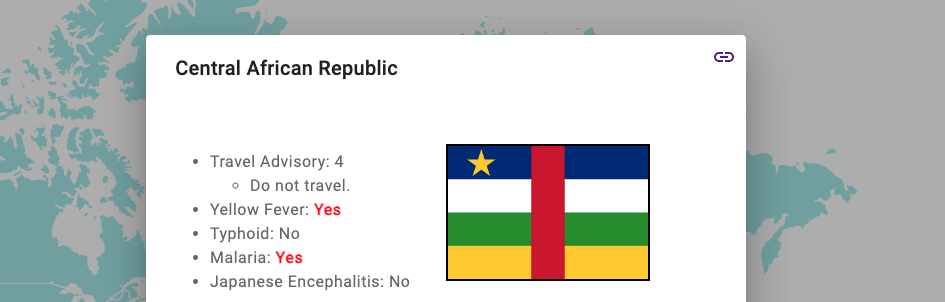 Central African Republic
Travel Advisory: 4
Do not travel.
Yellow Fever: Yes
Typhoid: No
Malaria: Yes
Japanese Encephalitis: No